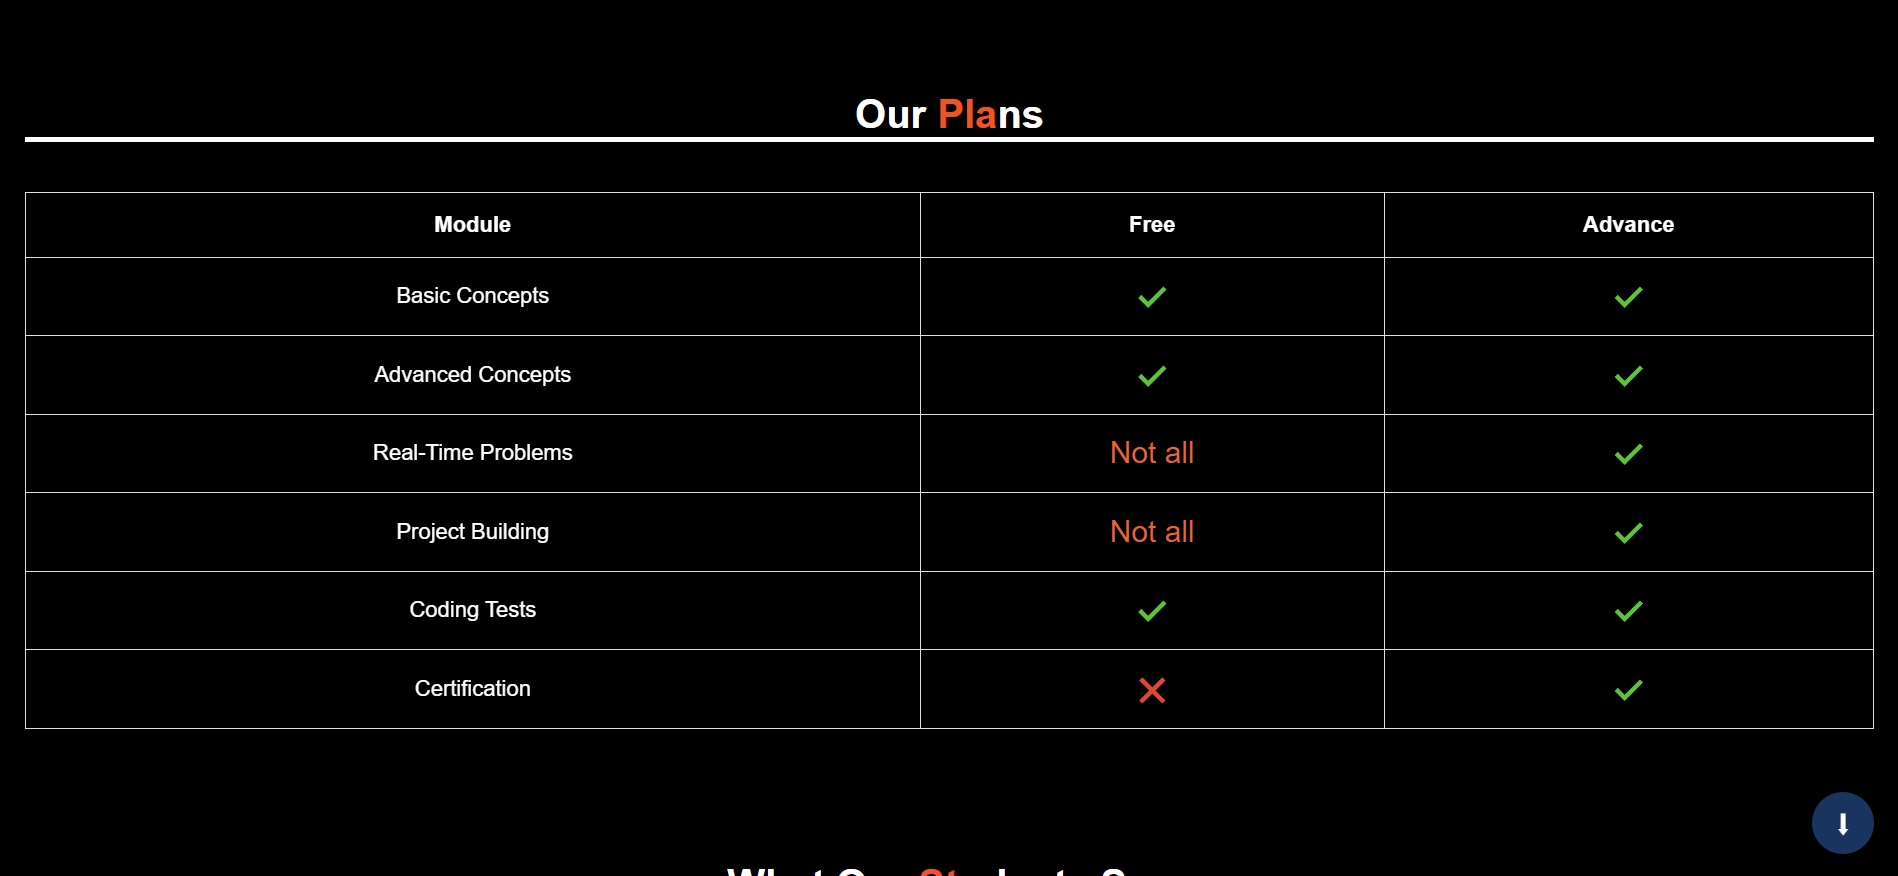 Our Plans
Module Free Advance
Basic Concepts
Advanced Concepts
Real-Time Problems Not all
Project Building Not all
Coding Tests
Certification